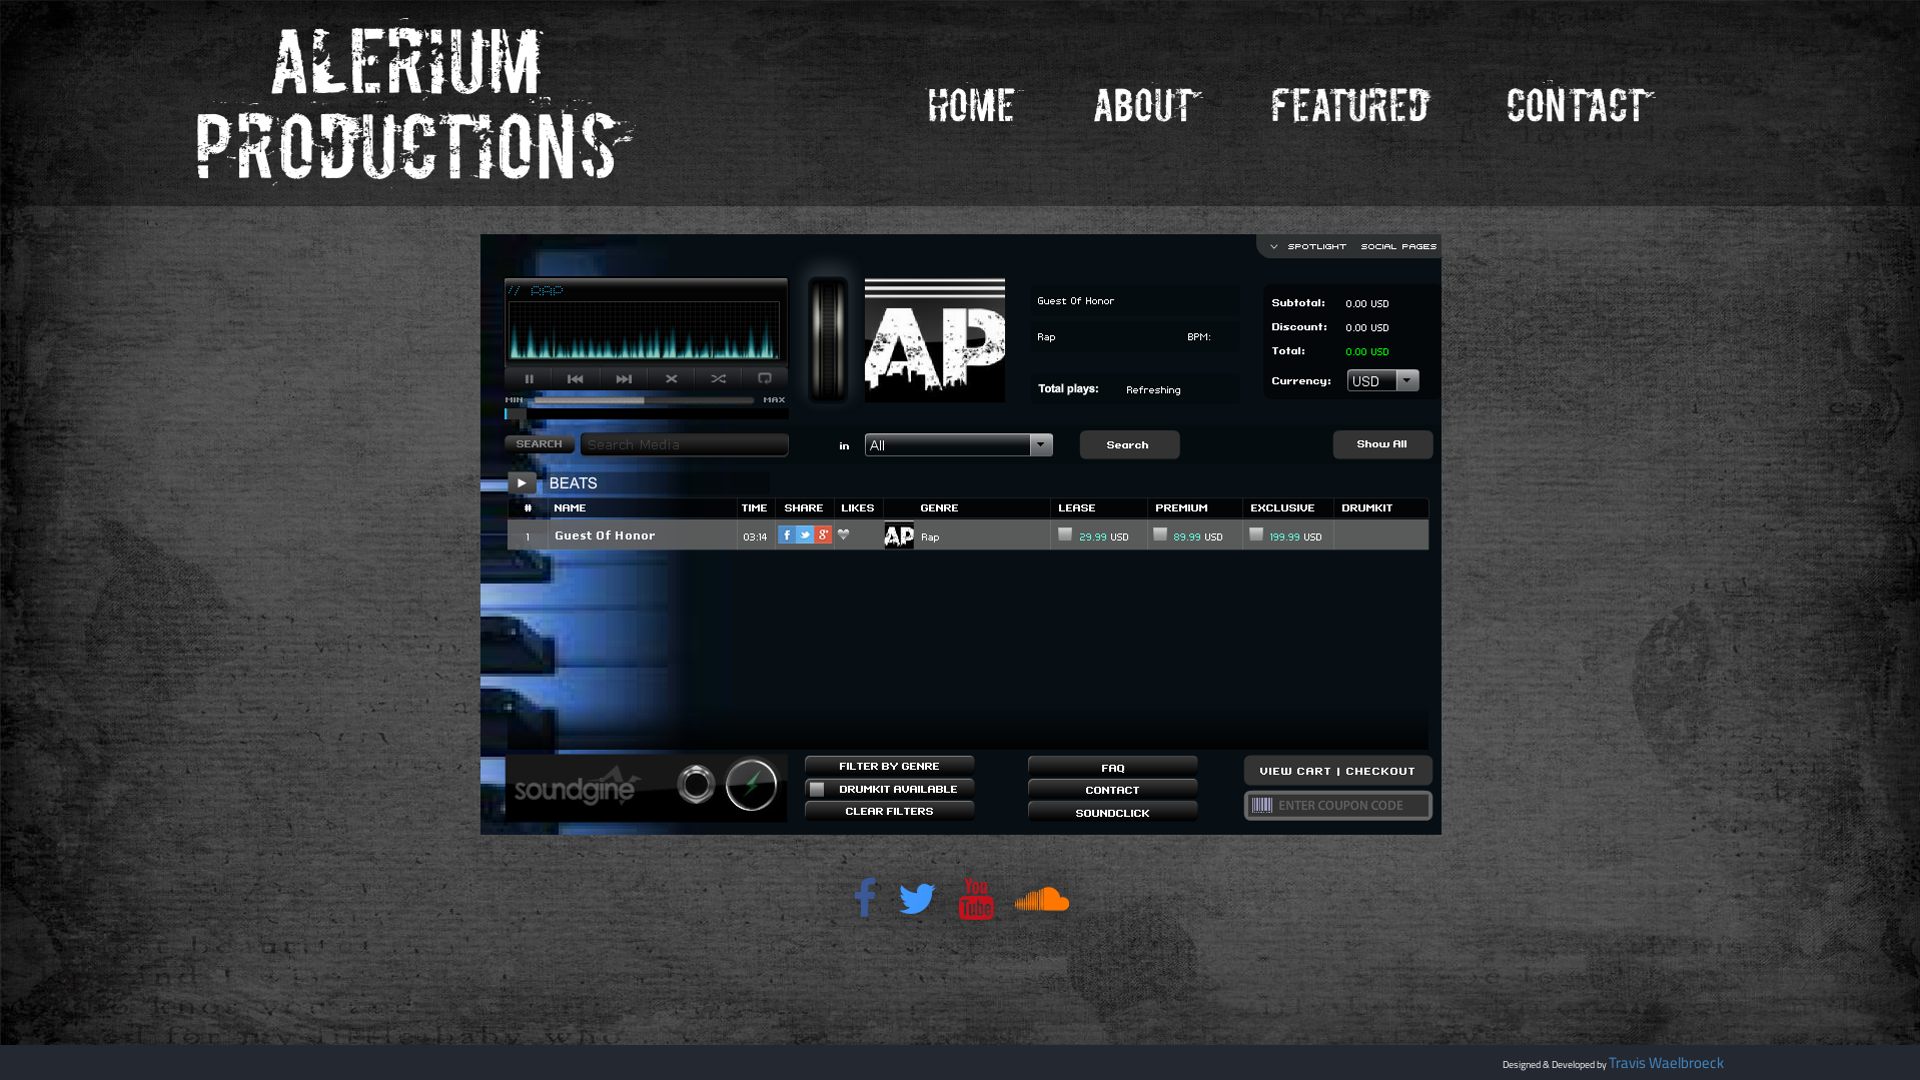 ALERIUM
PRODUCTIONS
HOME
ABOUT
FEATURED
CONTACT
SPOTLIGHT
SOCIAL PAGES
// RAP
MIN
MAX
AP
Guest Of Honor
Rap
BPM:
Total plays:
Refreshing
Subtotal: 0.00 USD
Discount: 0.00 USD
Total: 0.00 USD
Currency: USD
SEARCH
Search Media
in
All
Search
Show All
BEATS
# NAME TIME SHARE LIKES GENRE LEASE PREMIUM EXCLUSIVE DRUMKIT
1 Guest Of Honor 03:14 AP Rap 29.99 USD 89.99 USD 199.99 USD
soundgine
FILTER BY GENRE
DRUMKIT AVAILABLE
CLEAR FILTERS
FAQ
CONTACT
SOUNDCLICK
VIEW CART | CHECKOUT
ENTER COUPON CODE
You
Tube
Designed & Developed by Travis Waelbroeck